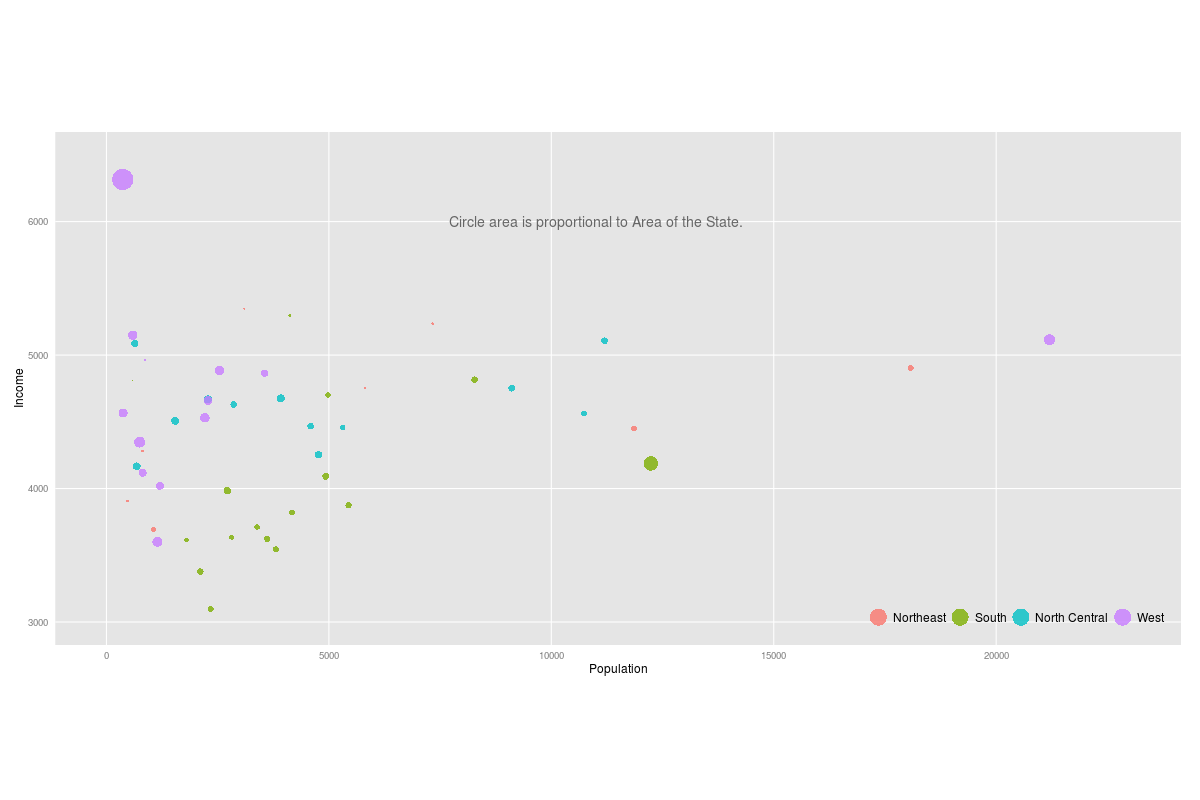 6000
Circle area is proportional to Area of the State.
5000
Income
4000
3000
Northeast South North Central West
0 5000 10000 15000 20000
Population